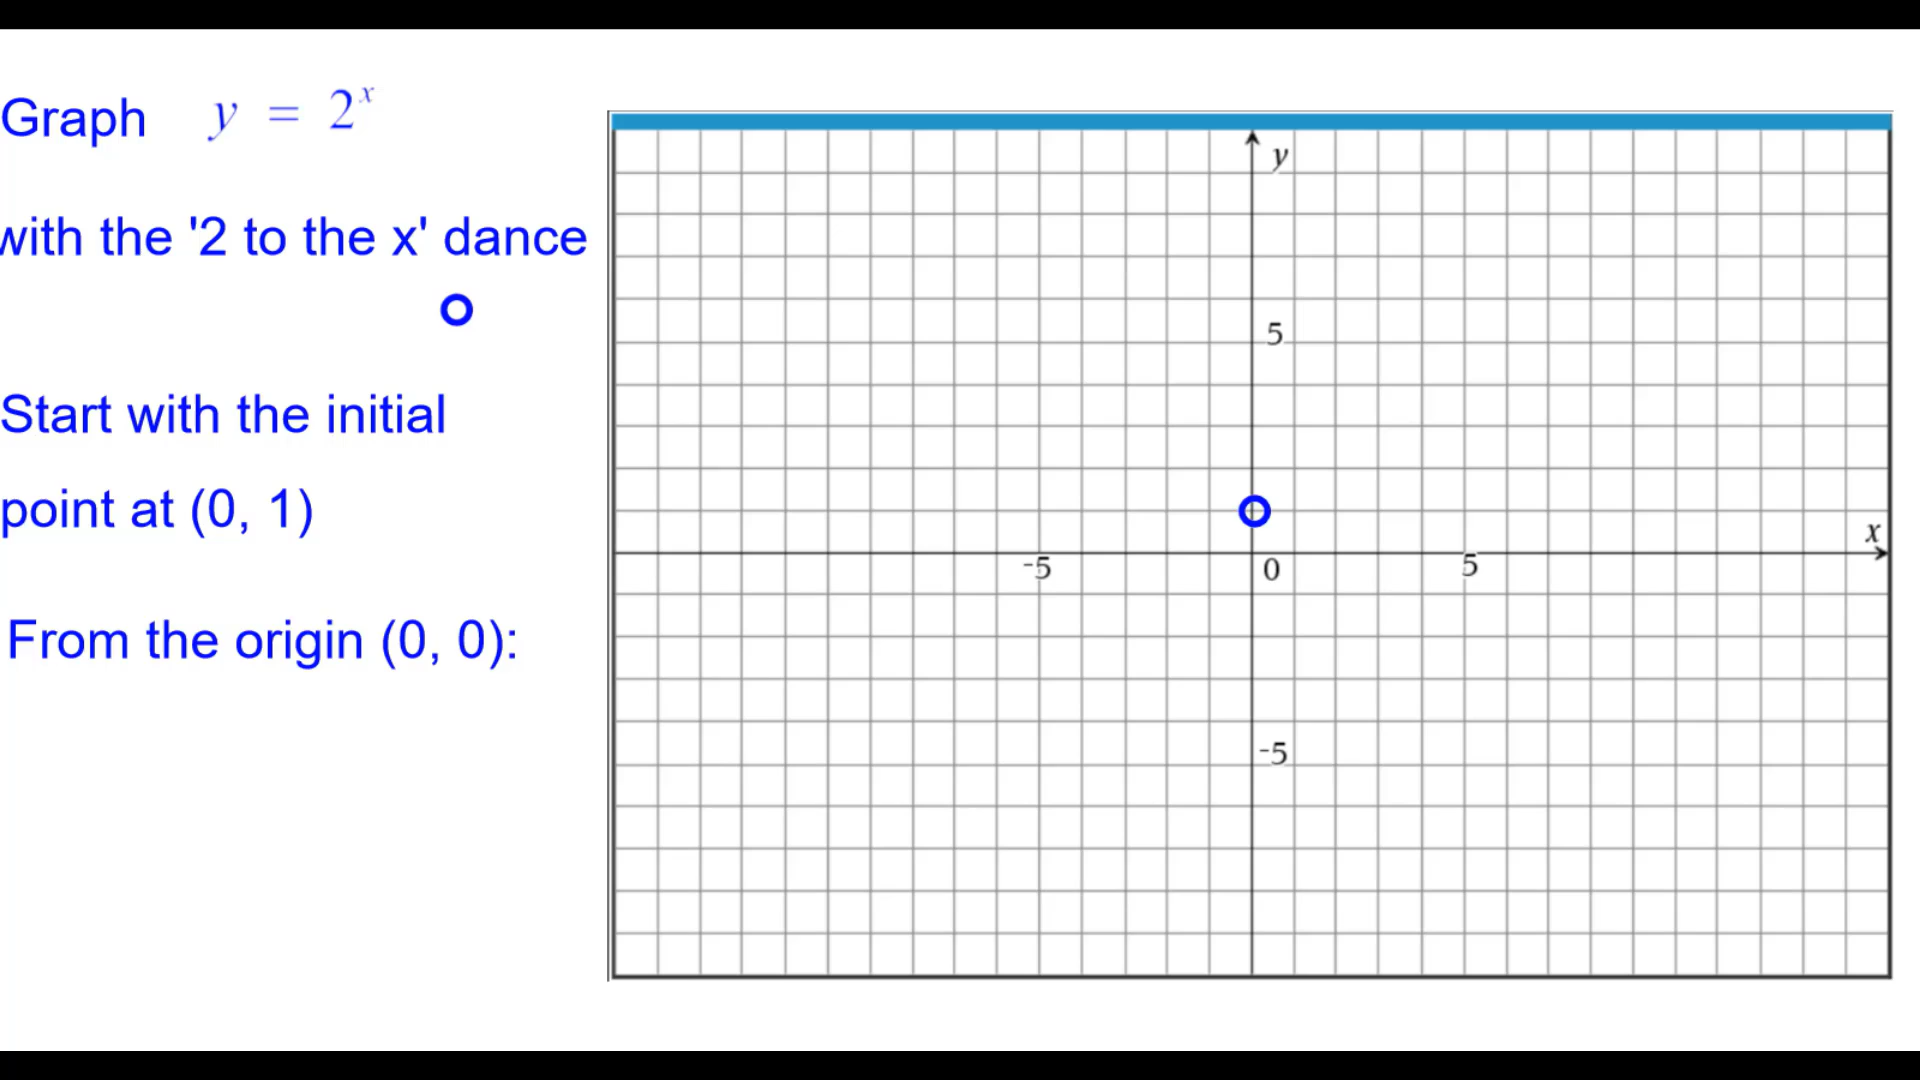 Graph y = 2^x
with the '2 to the x' dance
Start with the initial
point at (0, 1)
From the origin (0, 0):
y
5
x
-5 0 5
-5